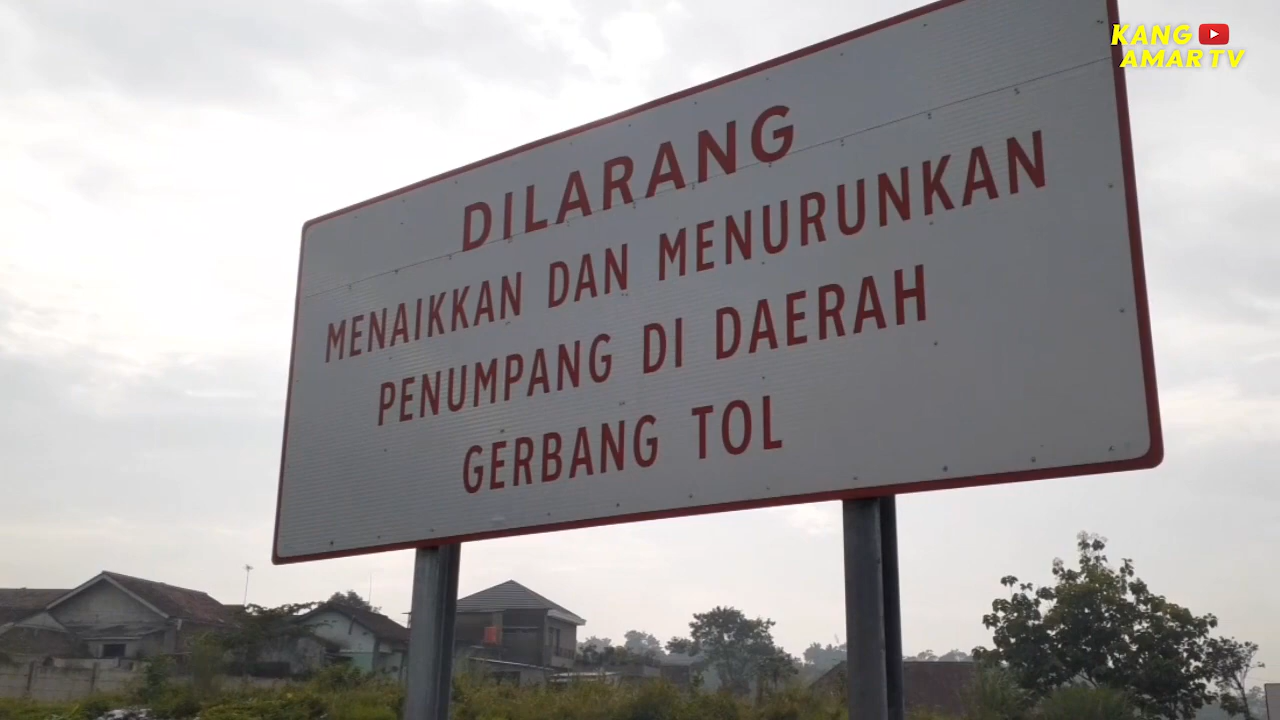 KANG
AMAR TV
DILARANG
MENAIKKAN DAN MENURUNKAN
PENUMPANG DI DAERAH
GERBANG TOL